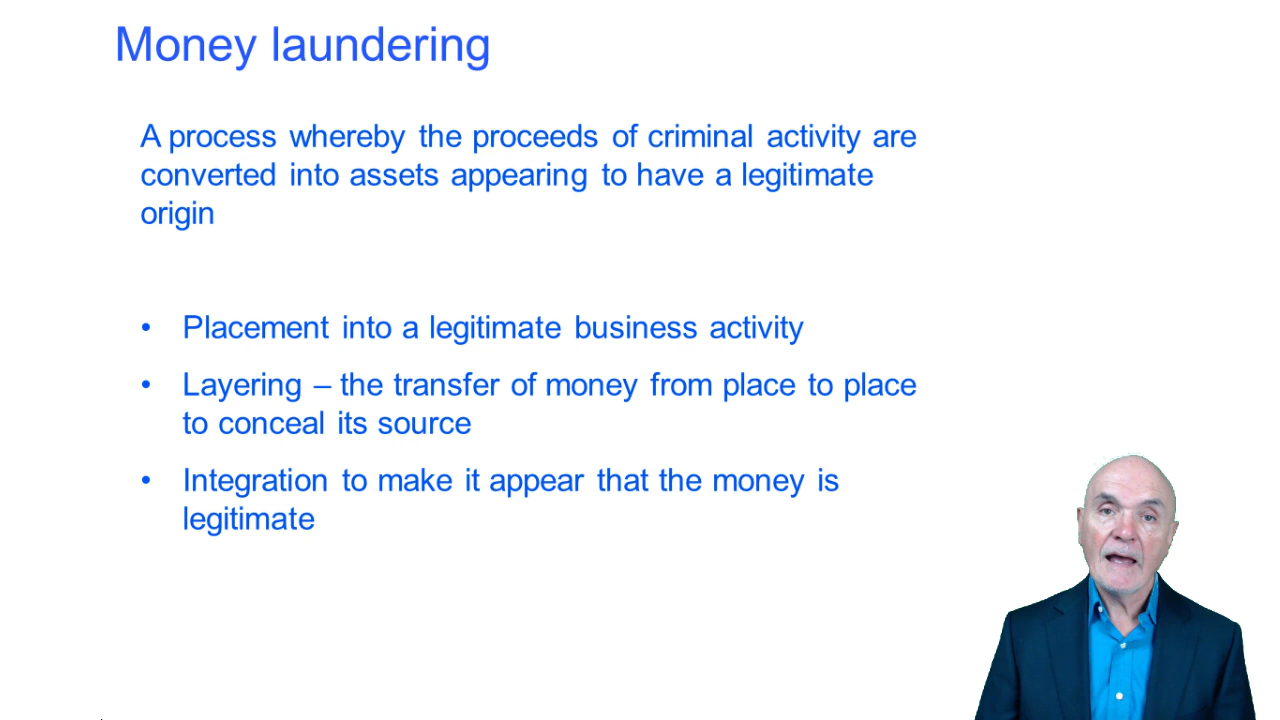 Money laundering
A process whereby the proceeds of criminal activity are
converted into assets appearing to have a legitimate
origin
• Placement into a legitimate business activity
• Layering – the transfer of money from place to place
to conceal its source
• Integration to make it appear that the money is
legitimate